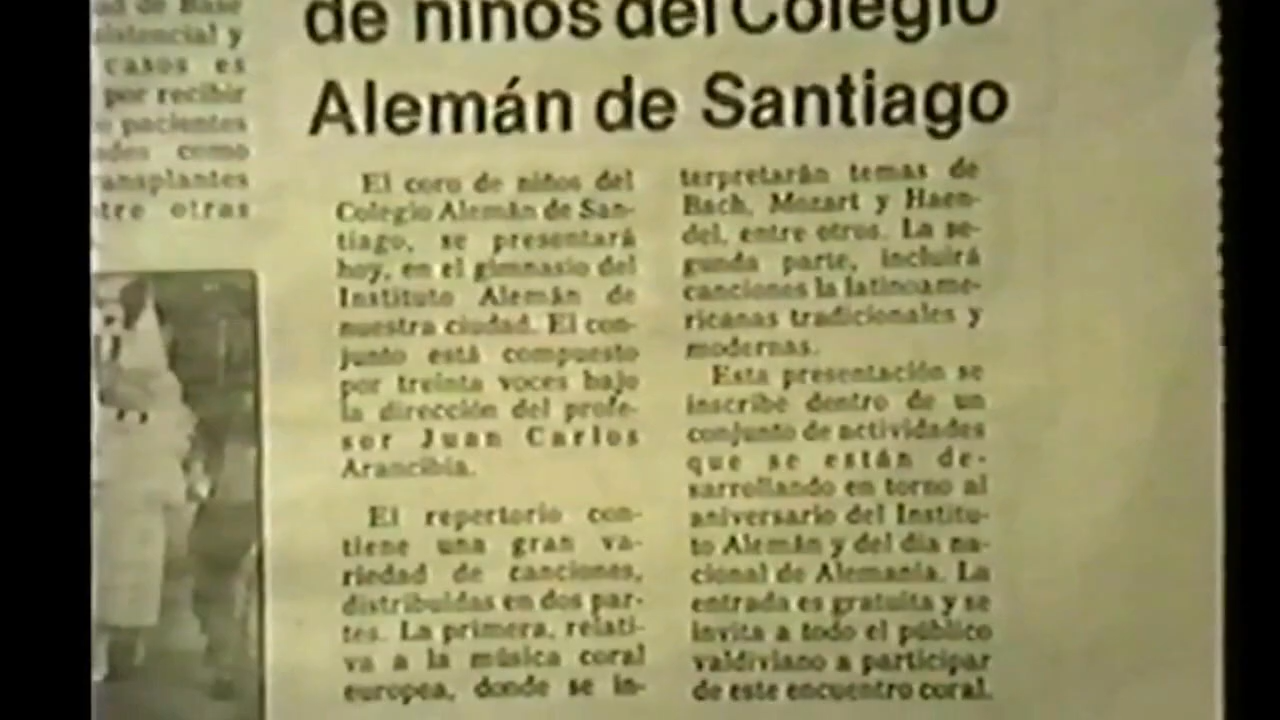 de niños del Colegio
Alemán de Santiago
de Base
istencial y
casos es
por recibir
pacientes
como
ansplantes
tre otras
El coro de niños del
Colegio Alemán de San-
tiago, se presentará
hoy, en el gimnasio del
Instituto Alemán de
nuestra ciudad. El con-
junto está compuesto
por treinta voces bajo
la dirección del profe-
sor Juan Carlos
Arancibia.
El repertorio con-
tiene una gran va-
riedad de canciones,
distribuidas en dos par-
tes. La primera, relati-
va a la música coral
europea, donde se in-
terpretarán temas de
Bach, Mozart y Haen-
del, entre otros. La se-
gunda parte, incluirá
canciones la latinoame-
ricanas tradicionales y
modernas.
Esta presentación se
inscribe dentro de un
conjunto de actividades
que se están de-
sarrollando en torno al
aniversario del Institu-
to Alemán y del día na-
cional de Alemania. La
entrada es gratuita y se
invita a todo el público
valdiviano a participar
de este encuentro coral.